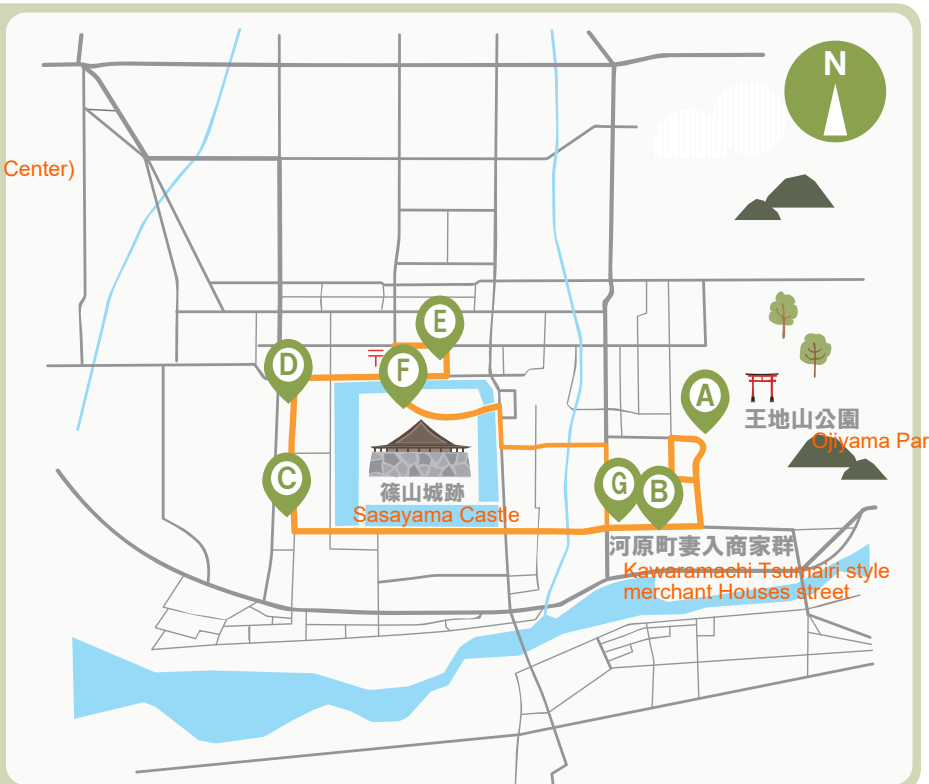 N
Center)
E
D
F
A
王地山公園
Ojiyama Par
C
G
B
篠山城跡
Sasayama Castle
河原町妻入商家群
Kawaramachi Tsumairi style
merchant Houses street